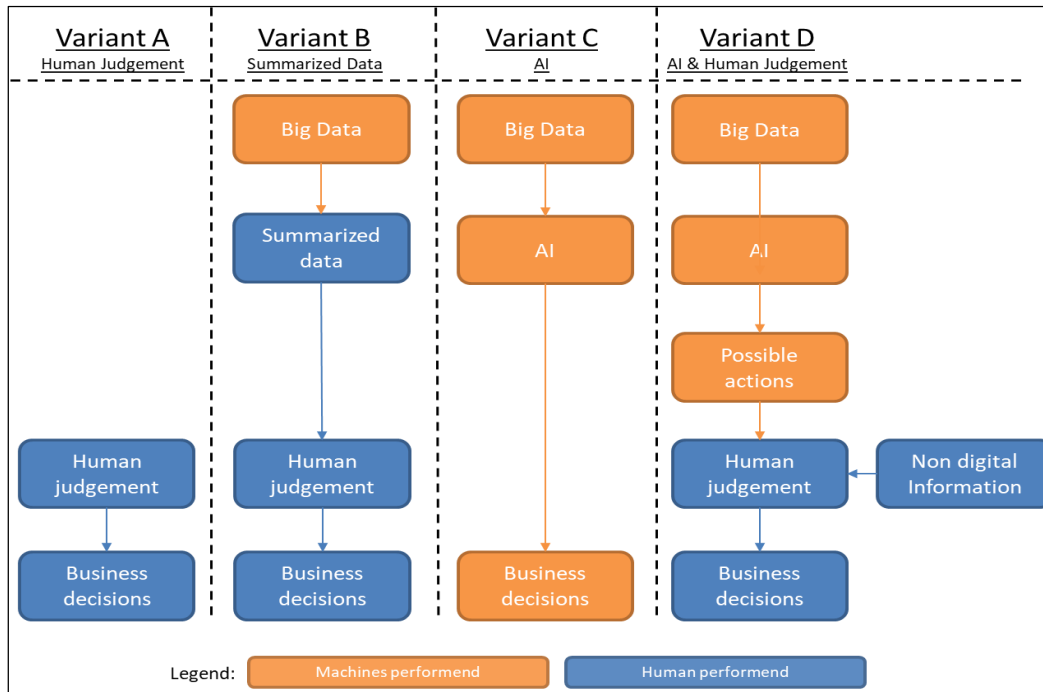 Variant A
Human Judgement
Variant B
Summarized Data
Variant C
AI
Variant D
AI & Human Judgement
Big Data
Big Data
Big Data
Summarized
data
AI
AI
Possible
actions
Human
judgement
Human
judgement
Human
judgement
Non digital
Information
Business
decisions
Business
decisions
Business
decisions
Business
decisions
Legend:
Machines performend
Human performend